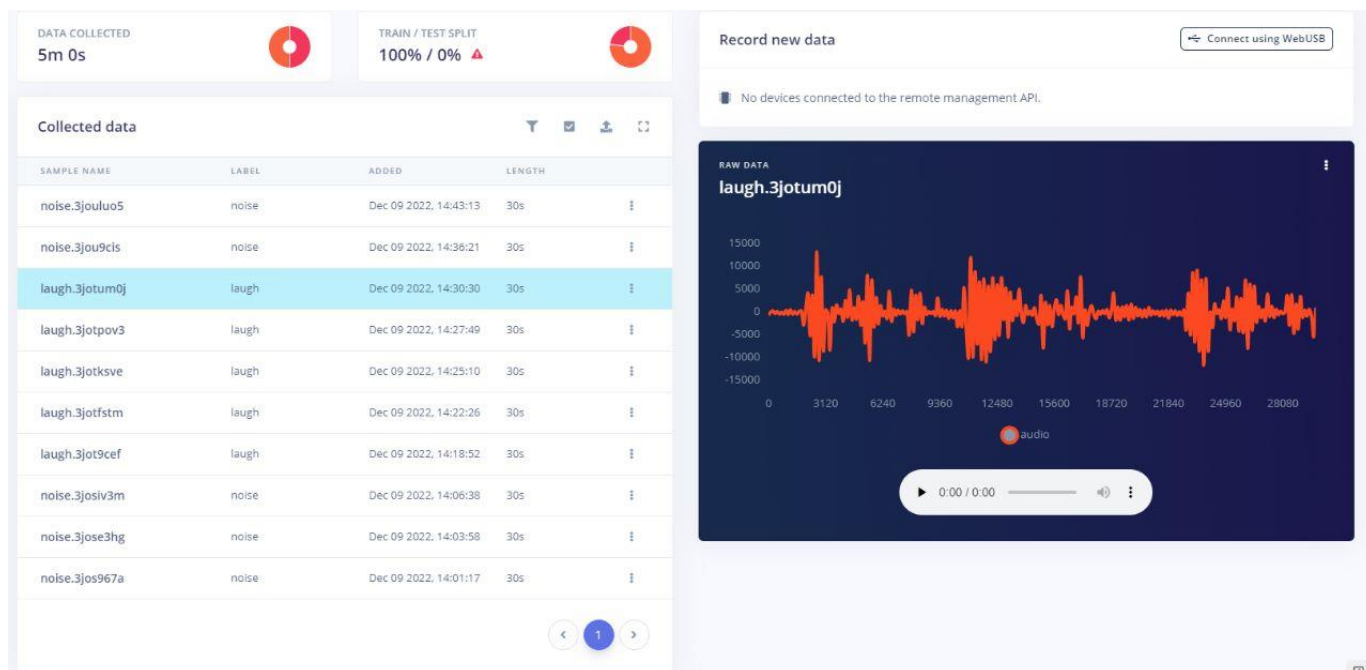 DATA COLLECTED
5m 0s
TRAIN / TEST SPLIT
100% / 0%
Collected data
SAMPLE NAME LABEL ADDED LENGTH
noise.3jouluo5 noise Dec 09 2022, 14:43:13 30s
noise.3jou9cis noise Dec 09 2022, 14:36:21 30s
laugh.3jotum0j laugh Dec 09 2022, 14:30:30 30s
laugh.3jotpov3 laugh Dec 09 2022, 14:27:49 30s
laugh.3jotksve laugh Dec 09 2022, 14:25:10 30s
laugh.3jotfstm laugh Dec 09 2022, 14:22:26 30s
laugh.3jot9cef laugh Dec 09 2022, 14:18:52 30s
noise.3josiv3m noise Dec 09 2022, 14:06:38 30s
noise.3jose3hg noise Dec 09 2022, 14:03:58 30s
noise.3jos967a noise Dec 09 2022, 14:01:17 30s
1
Record new data
Connect using WebUSB
No devices connected to the remote management API.
RAW DATA
laugh.3jotum0j
15000
10000
5000
0
-5000
-10000
-15000
0 3120 6240 9360 12480 15600 18720 21840 24960 28080
audio
0:00 / 0:00